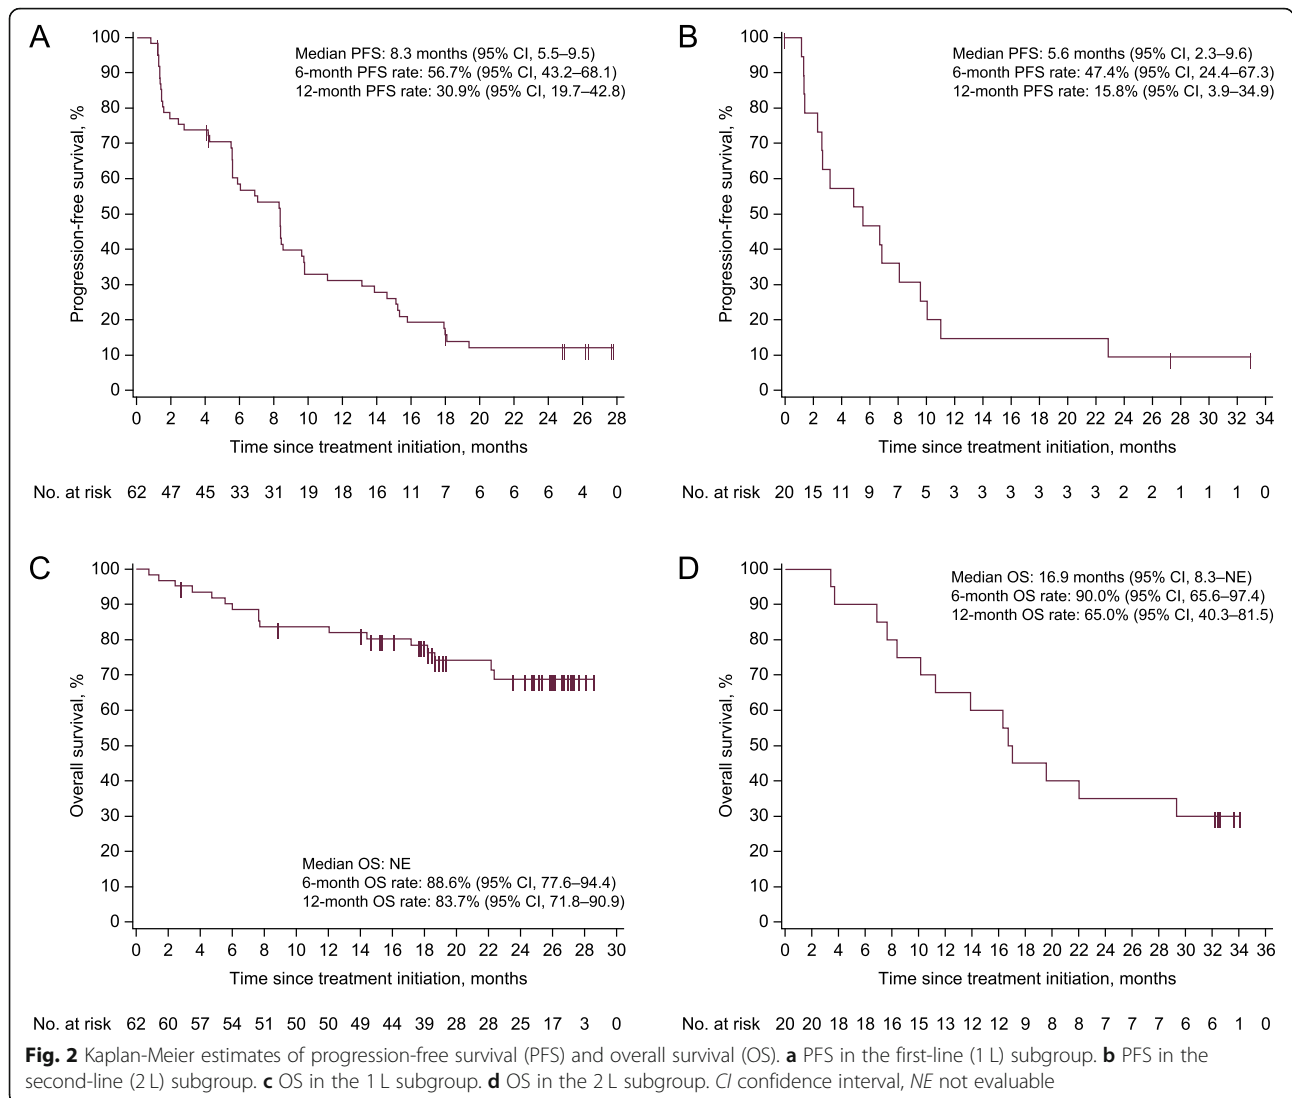 A
Median PFS: 8.3 months (95% CI, 5.5–9.5)
6-month PFS rate: 56.7% (95% CI, 43.2–68.1)
12-month PFS rate: 30.9% (95% CI, 19.7–42.8)
Progression-free survival, %
100
90
80
70
60
50
40
30
20
10
0
0 2 4 6 8 10 12 14 16 18 20 22 24 26 28
Time since treatment initiation, months
No. at risk 62 47 45 33 31 19 18 16 11 7 6 6 6 4 0
B
Median PFS: 5.6 months (95% CI, 2.3–9.6)
6-month PFS rate: 47.4% (95% CI, 24.4–67.3)
12-month PFS rate: 15.8% (95% CI, 3.9–34.9)
Progression-free survival, %
100
90
80
70
60
50
40
30
20
10
0
0 2 4 6 8 10 12 14 16 18 20 22 24 26 28 30 32 34
Time since treatment initiation, months
No. at risk 20 15 11 9 7 5 3 3 3 3 3 3 2 2 1 1 1 0
C
Overall survival, %
100
90
80
70
60
50
40
30
20
10
0
Median OS: NE
6-month OS rate: 88.6% (95% CI, 77.6–94.4)
12-month OS rate: 83.7% (95% CI, 71.8–90.9)
0 2 4 6 8 10 12 14 16 18 20 22 24 26 28 30
Time since treatment initiation, months
No. at risk 62 60 57 54 51 50 50 49 44 39 28 28 25 17 3 0
D
Median OS: 16.9 months (95% CI, 8.3–NE)
6-month OS rate: 90.0% (95% CI, 65.6–97.4)
12-month OS rate: 65.0% (95% CI, 40.3–81.5)
Overall survival, %
100
90
80
70
60
50
40
30
20
10
0
0 2 4 6 8 10 12 14 16 18 20 22 24 26 28 30 32 34 36
Time since treatment initiation, months
No. at risk 20 20 18 18 16 15 13 12 12 9 8 8 7 7 7 6 6 1 0
Fig. 2 Kaplan-Meier estimates of progression-free survival (PFS) and overall survival (OS). a PFS in the first-line (1 L) subgroup. b PFS in the
second-line (2 L) subgroup. c OS in the 1 L subgroup. d OS in the 2 L subgroup. CI confidence interval, NE not evaluable